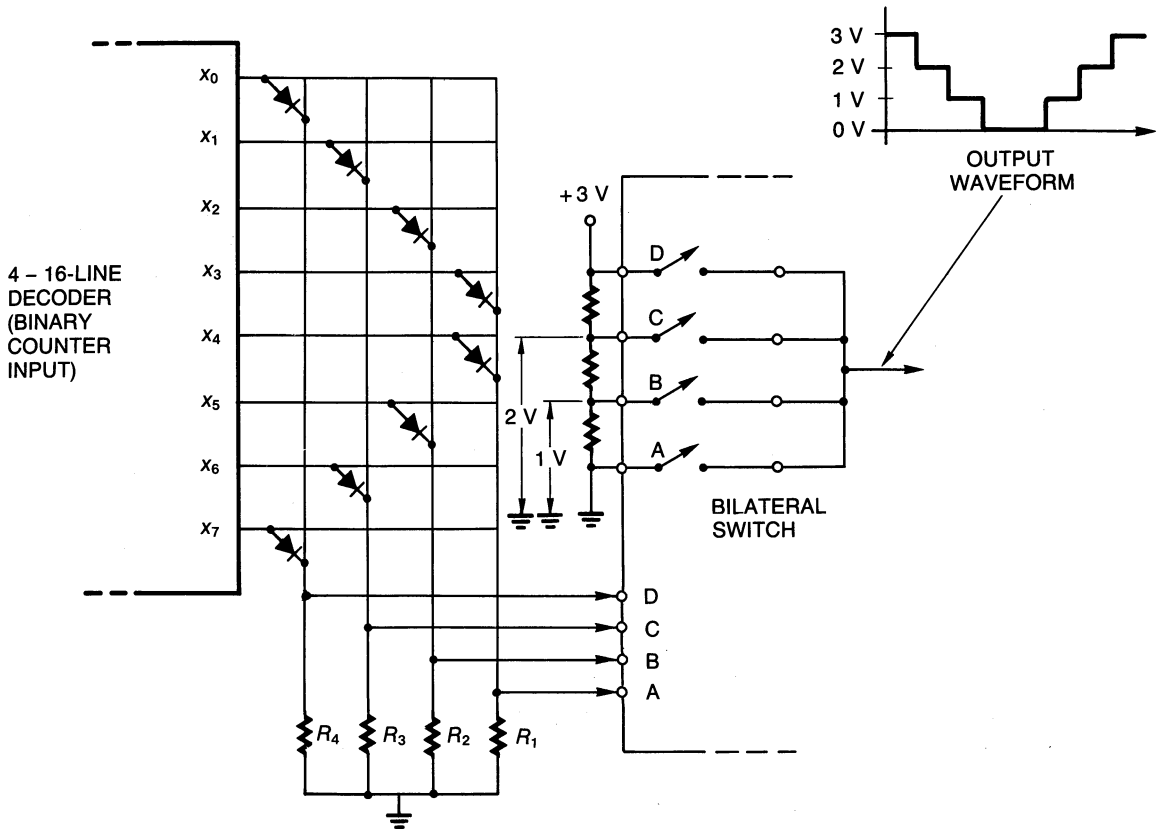 3 V
2 V
1 V
0 V
OUTPUT
WAVEFORM
4 – 16-LINE
DECODER
(BINARY
COUNTER
INPUT)
X0
X1
X2
X3
X4
X5
X6
X7
+3 V
2 V
1 V
D
C
B
A
BILATERAL
SWITCH
D
C
B
A
R4
R3
R2
R1